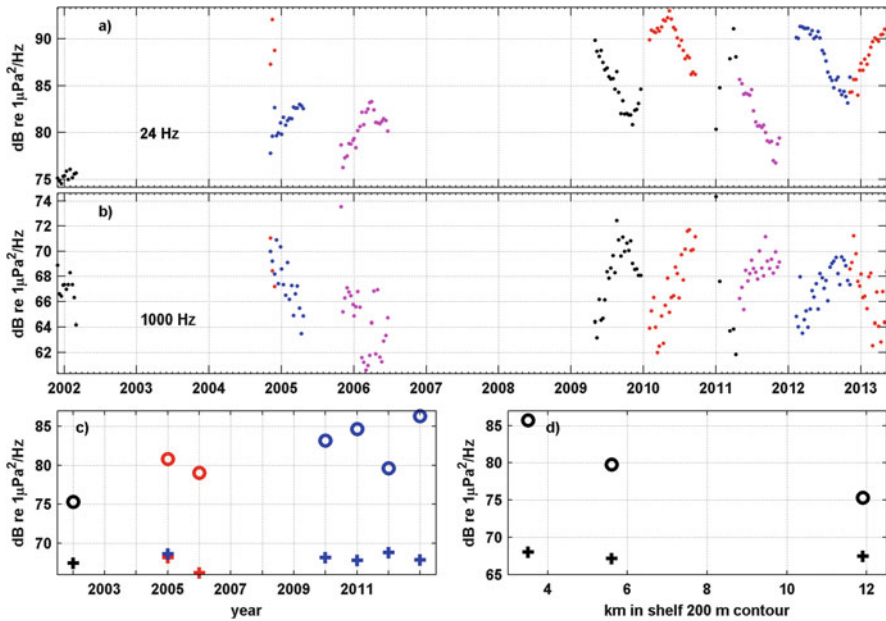 a)
90
85
80
75
dB re 1µPa²/Hz
24 Hz
b)
74
72
70
68
66
64
62
dB re 1µPa²/Hz
1000 Hz
2002 2003 2004 2005 2006 2007 2008 2009 2010 2011 2012 2013
c)
85
80
75
70
dB re 1µPa²/Hz
2003 2005 2007 2009 2011
year
d)
85
80
75
70
65
dB re 1µPa²/Hz
4 6 8 10 12
km in shelf 200 m contour